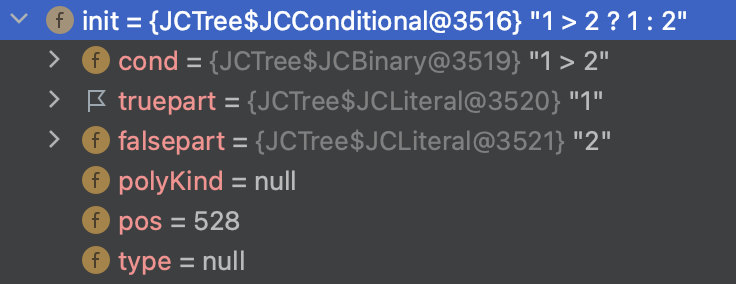 f init = {JCTree$JCConditional@3516} "1 > 2 ? 1 : 2"
f cond = {JCTree$JCBinary@3519} "1 > 2"
truepart = {JCTree$JCLiteral@3520} "1"
f falsepart = {JCTree$JCLiteral@3521} "2"
f polyKind = null
f pos = 528
f type = null